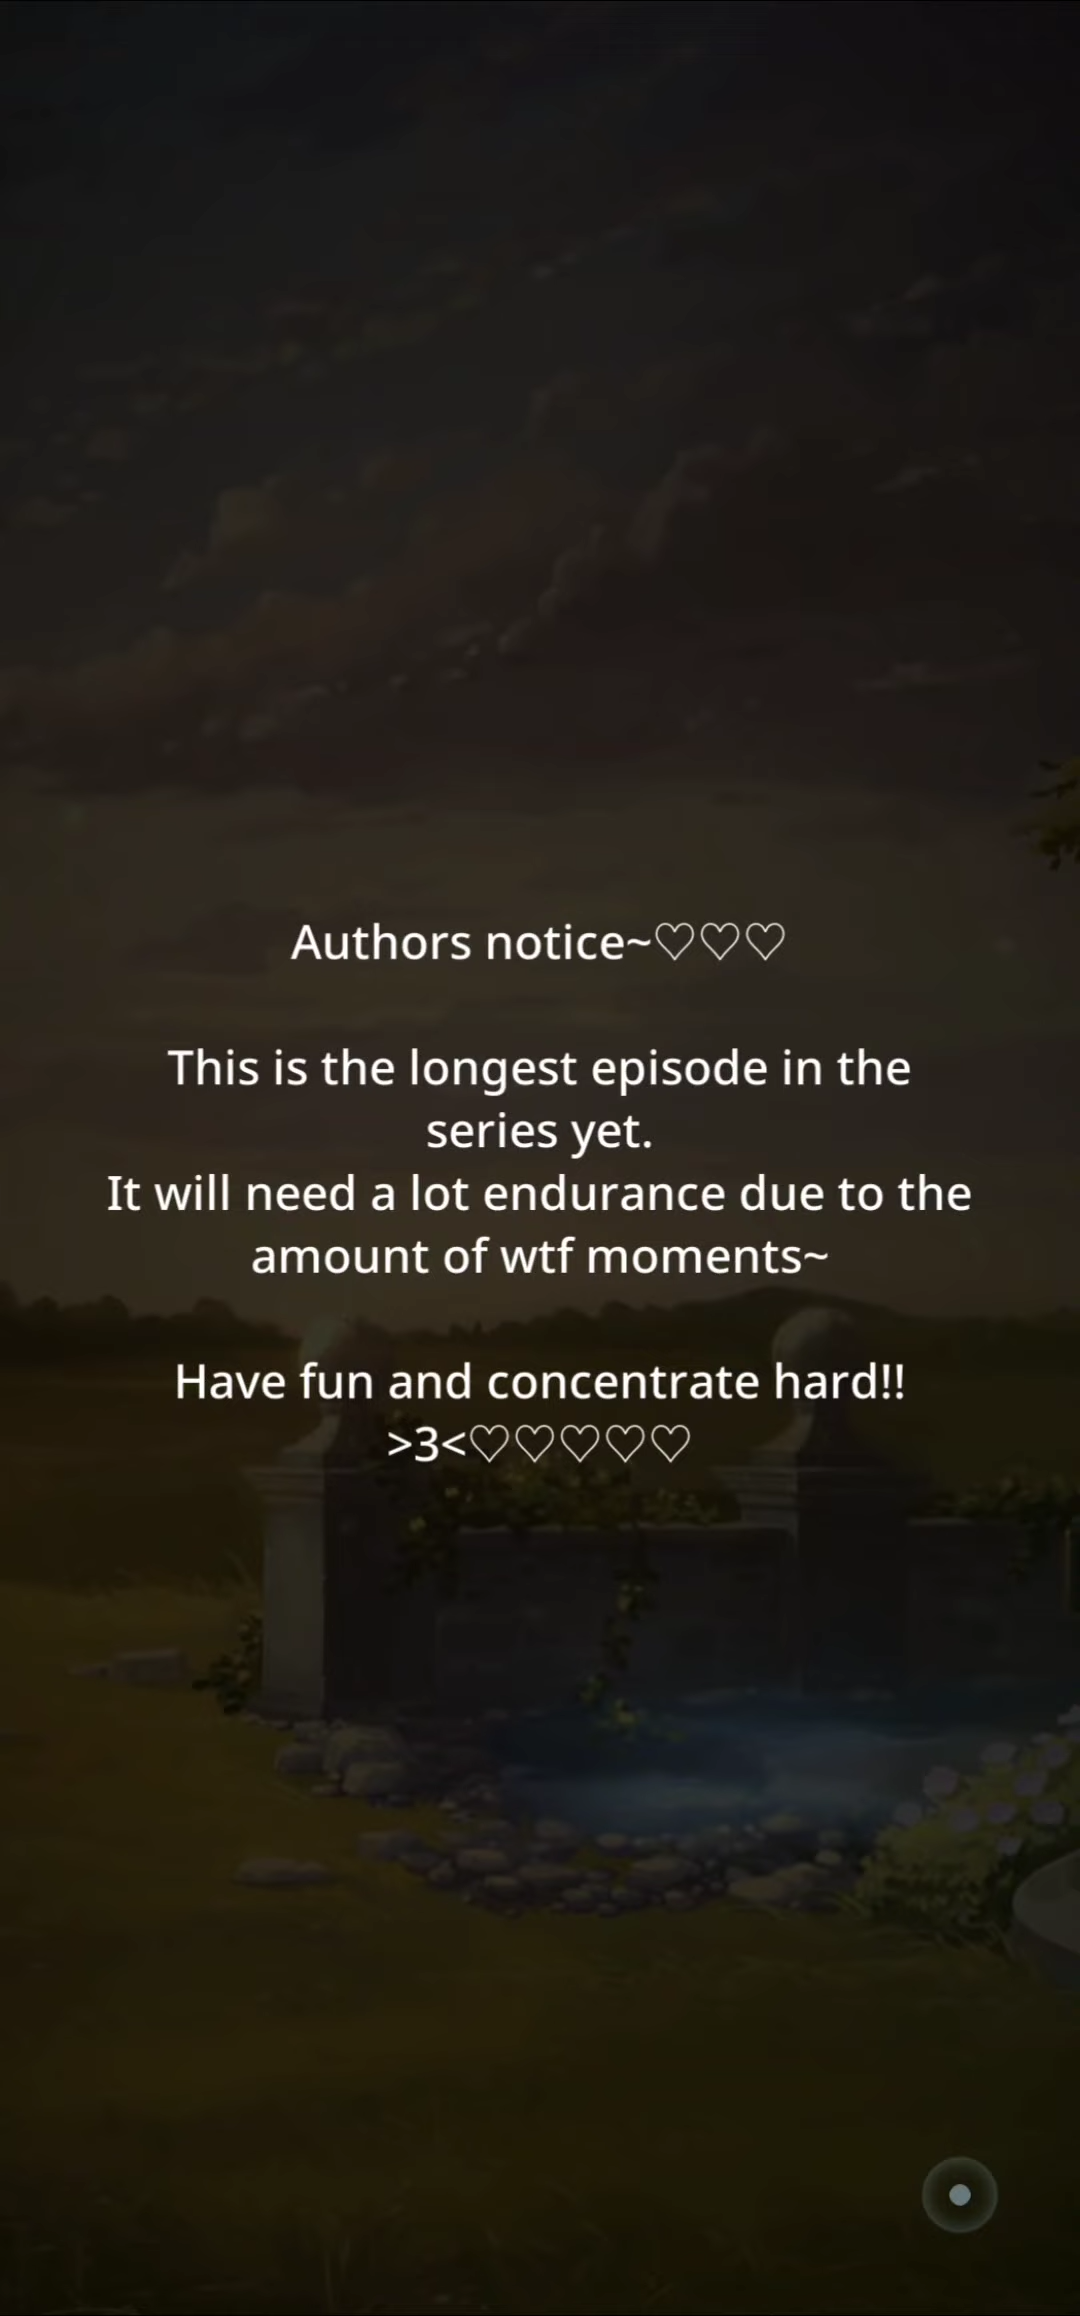 Authors notice~♡♡♡
This is the longest episode in the
series yet.
It will need a lot endurance due to the
amount of wtf moments~
Have fun and concentrate hard!!
>3<♡♡♡♡♡